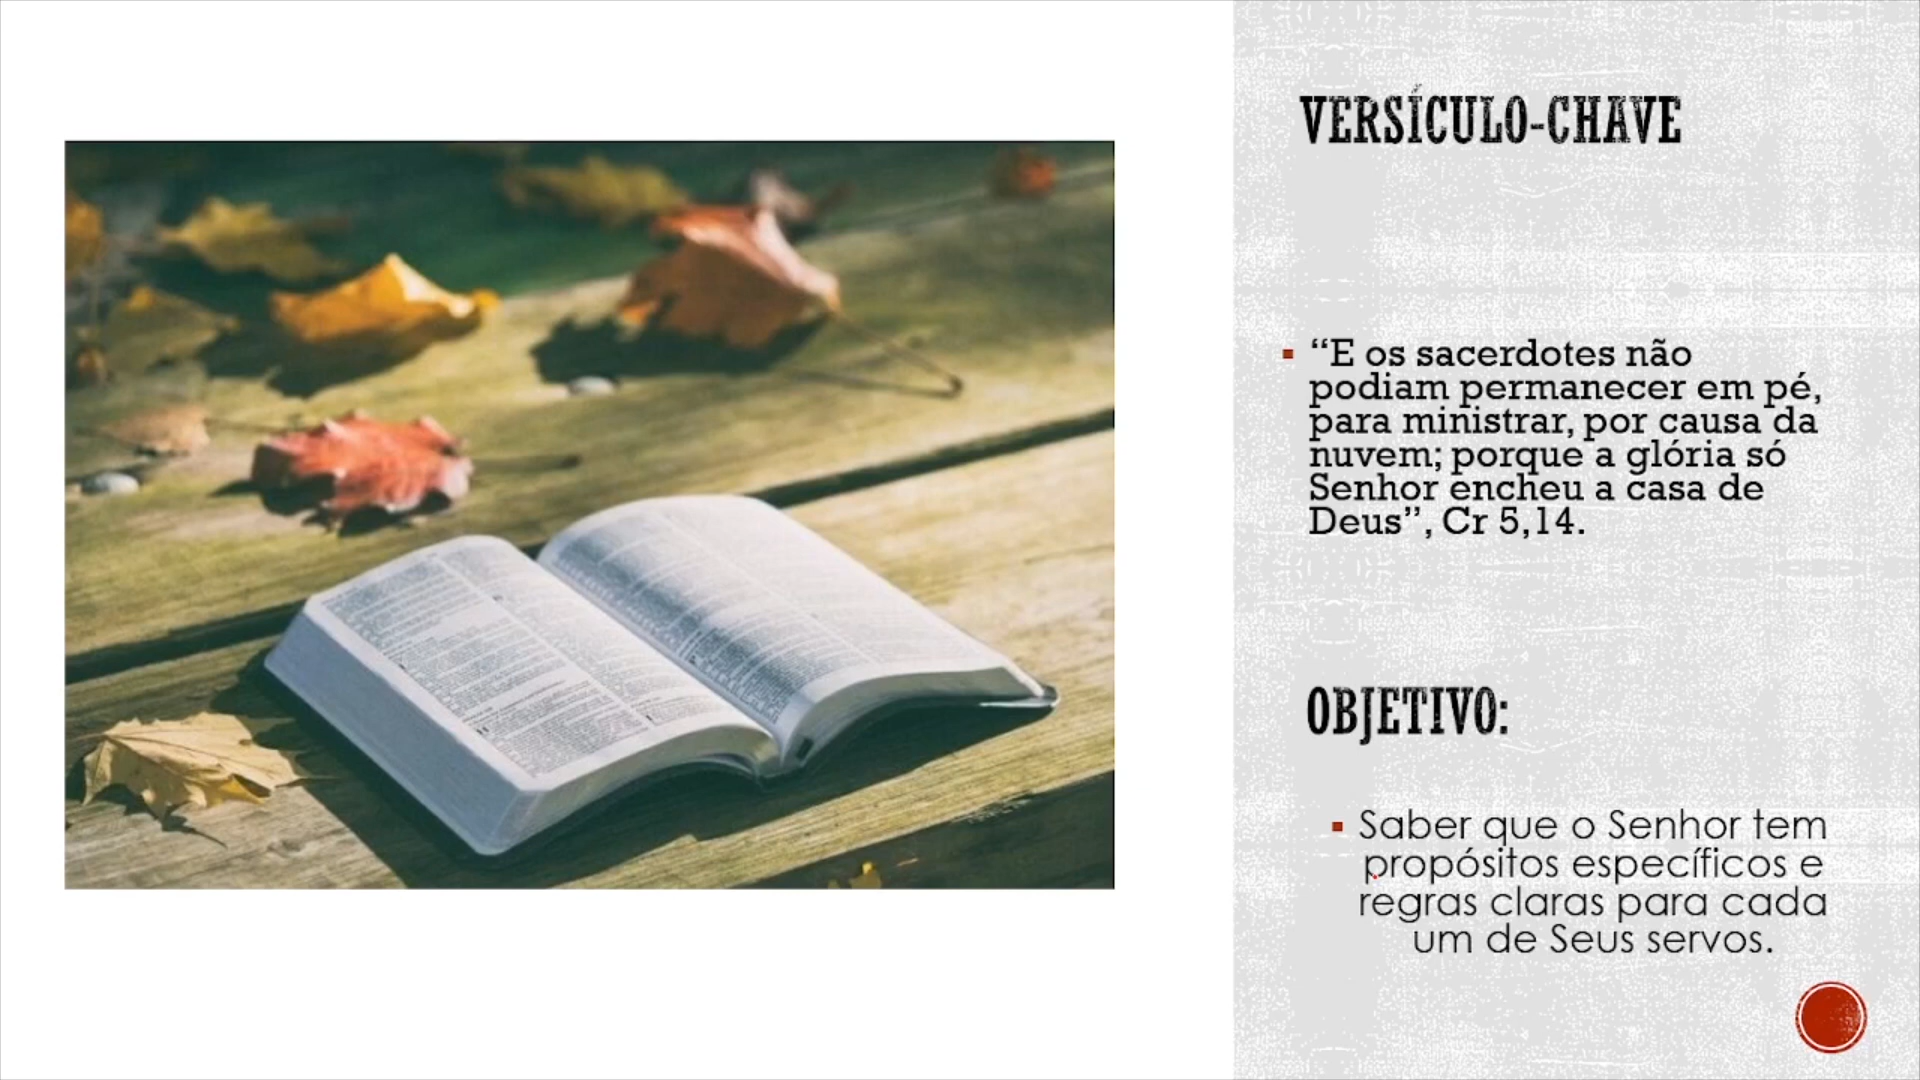 VERSÍCULO-CHAVE
“E os sacerdotes não
podiam permanecer em pé,
para ministrar, por causa da
nuvem; porque a glória só
Senhor encheu a casa de
Deus”, Cr 5,14.
OBJETIVO:
Saber que o Senhor tem
propósitos específicos e
regras claras para cada
um de Seus servos.